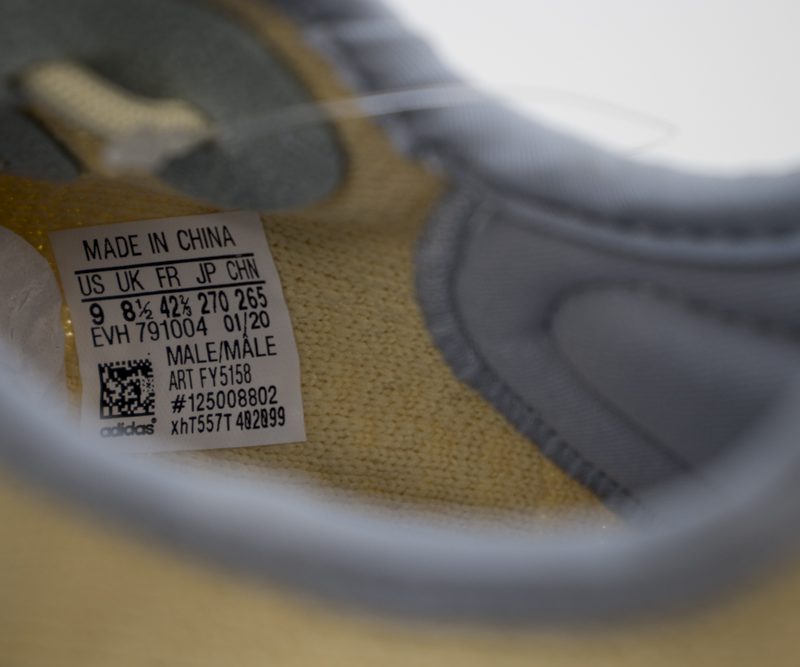 MADE IN CHINA
US UK FR JP CHN
9 8½ 42⅔ 270 265
EVH 791004 01/20
MALE/MÂLE
ART FY5158
#125008802
xhT557T 402099
adidas®